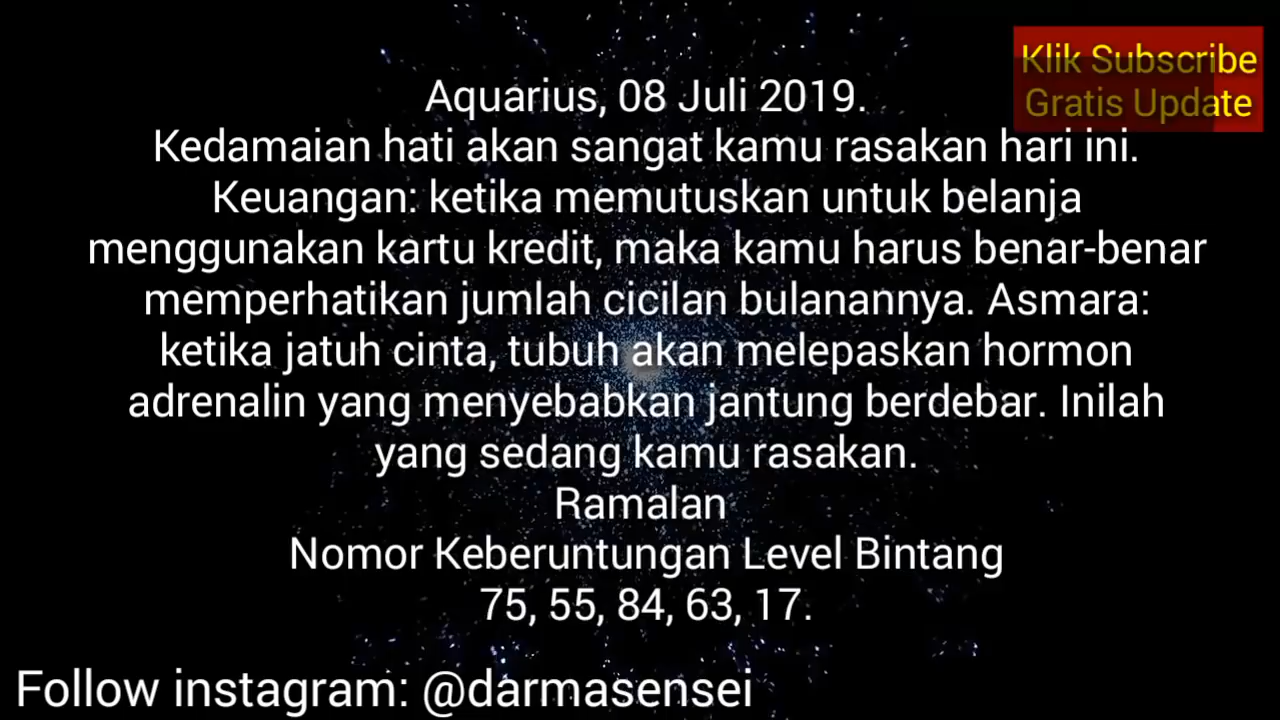 Klik Subscribe
Gratis Update
Aquarius, 08 Juli 2019.
Kedamaian hati akan sangat kamu rasakan hari ini.
Keuangan: ketika memutuskan untuk belanja
menggunakan kartu kredit, maka kamu harus benar-benar
memperhatikan jumlah cicilan bulanannya. Asmara:
ketika jatuh cinta, tubuh akan melepaskan hormon
adrenalin yang menyebabkan jantung berdebar. Inilah
yang sedang kamu rasakan.
Ramalan
Nomor Keberuntungan Level Bintang
75, 55, 84, 63, 17.
Follow instagram: @darmasensei